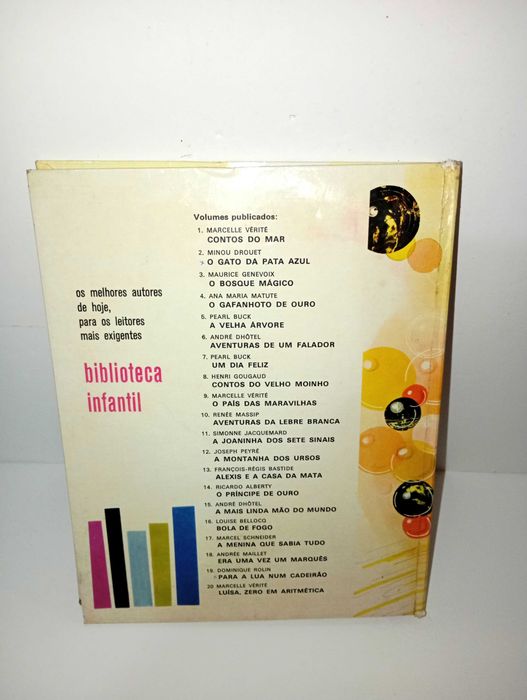 os melhores autores
de hoje,
para os leitores
mais exigentes
biblioteca
infantil
Volumes publicados:
1. MARCELLE VÉRITÉ
CONTOS DO MAR
2. MINOU DROUET
O GATO DA PATA AZUL
3. MAURICE GENEVOIX
O BOSQUE MÁGICO
4. ANA MARIA MATUTE
O GAFANHOTO DE OURO
5. PEARL BUCK
A VELHA ÁRVORE
6. ANDRÉ DHÔTEL
AVENTURAS DE UM FALADOR
7. PEARL BUCK
UM DIA FELIZ
8. HENRI GOUGAUD
CONTOS DO VELHO MOINHO
9. MARCELLE VÉRITÉ
O PAÍS DAS MARAVILHAS
10. RENÉE MASSIP
AVENTURAS DA LEBRE BRANCA
11. SIMONNE JACQUEMARD
A JOANINHA DOS SETE SINAIS
12. JOSEPH PEYRÉ
A MONTANHA DOS URSOS
13. FRANÇOIS-RÉGIS BASTIDE
ALEXIS E A CASA DA MATA
14. RICARDO ALBERTY
O PRÍNCIPE DE OURO
15. ANDRÉ DHÔTEL
A MAIS LINDA MÃO DO MUNDO
16. LOUISE BELLOCQ
BOLA DE FOGO
17. MARCEL SCHNEIDER
A MENINA QUE SABIA TUDO
18. ANDRÉE MAILLET
ERA UMA VEZ UM MARQUÊS
19. DOMINIQUE ROLIN
PARA A LUA NUM CADEIRÃO
20 MARCELLE VÉRITÉ
LUÍSA, ZERO EM ARITMÉTICA